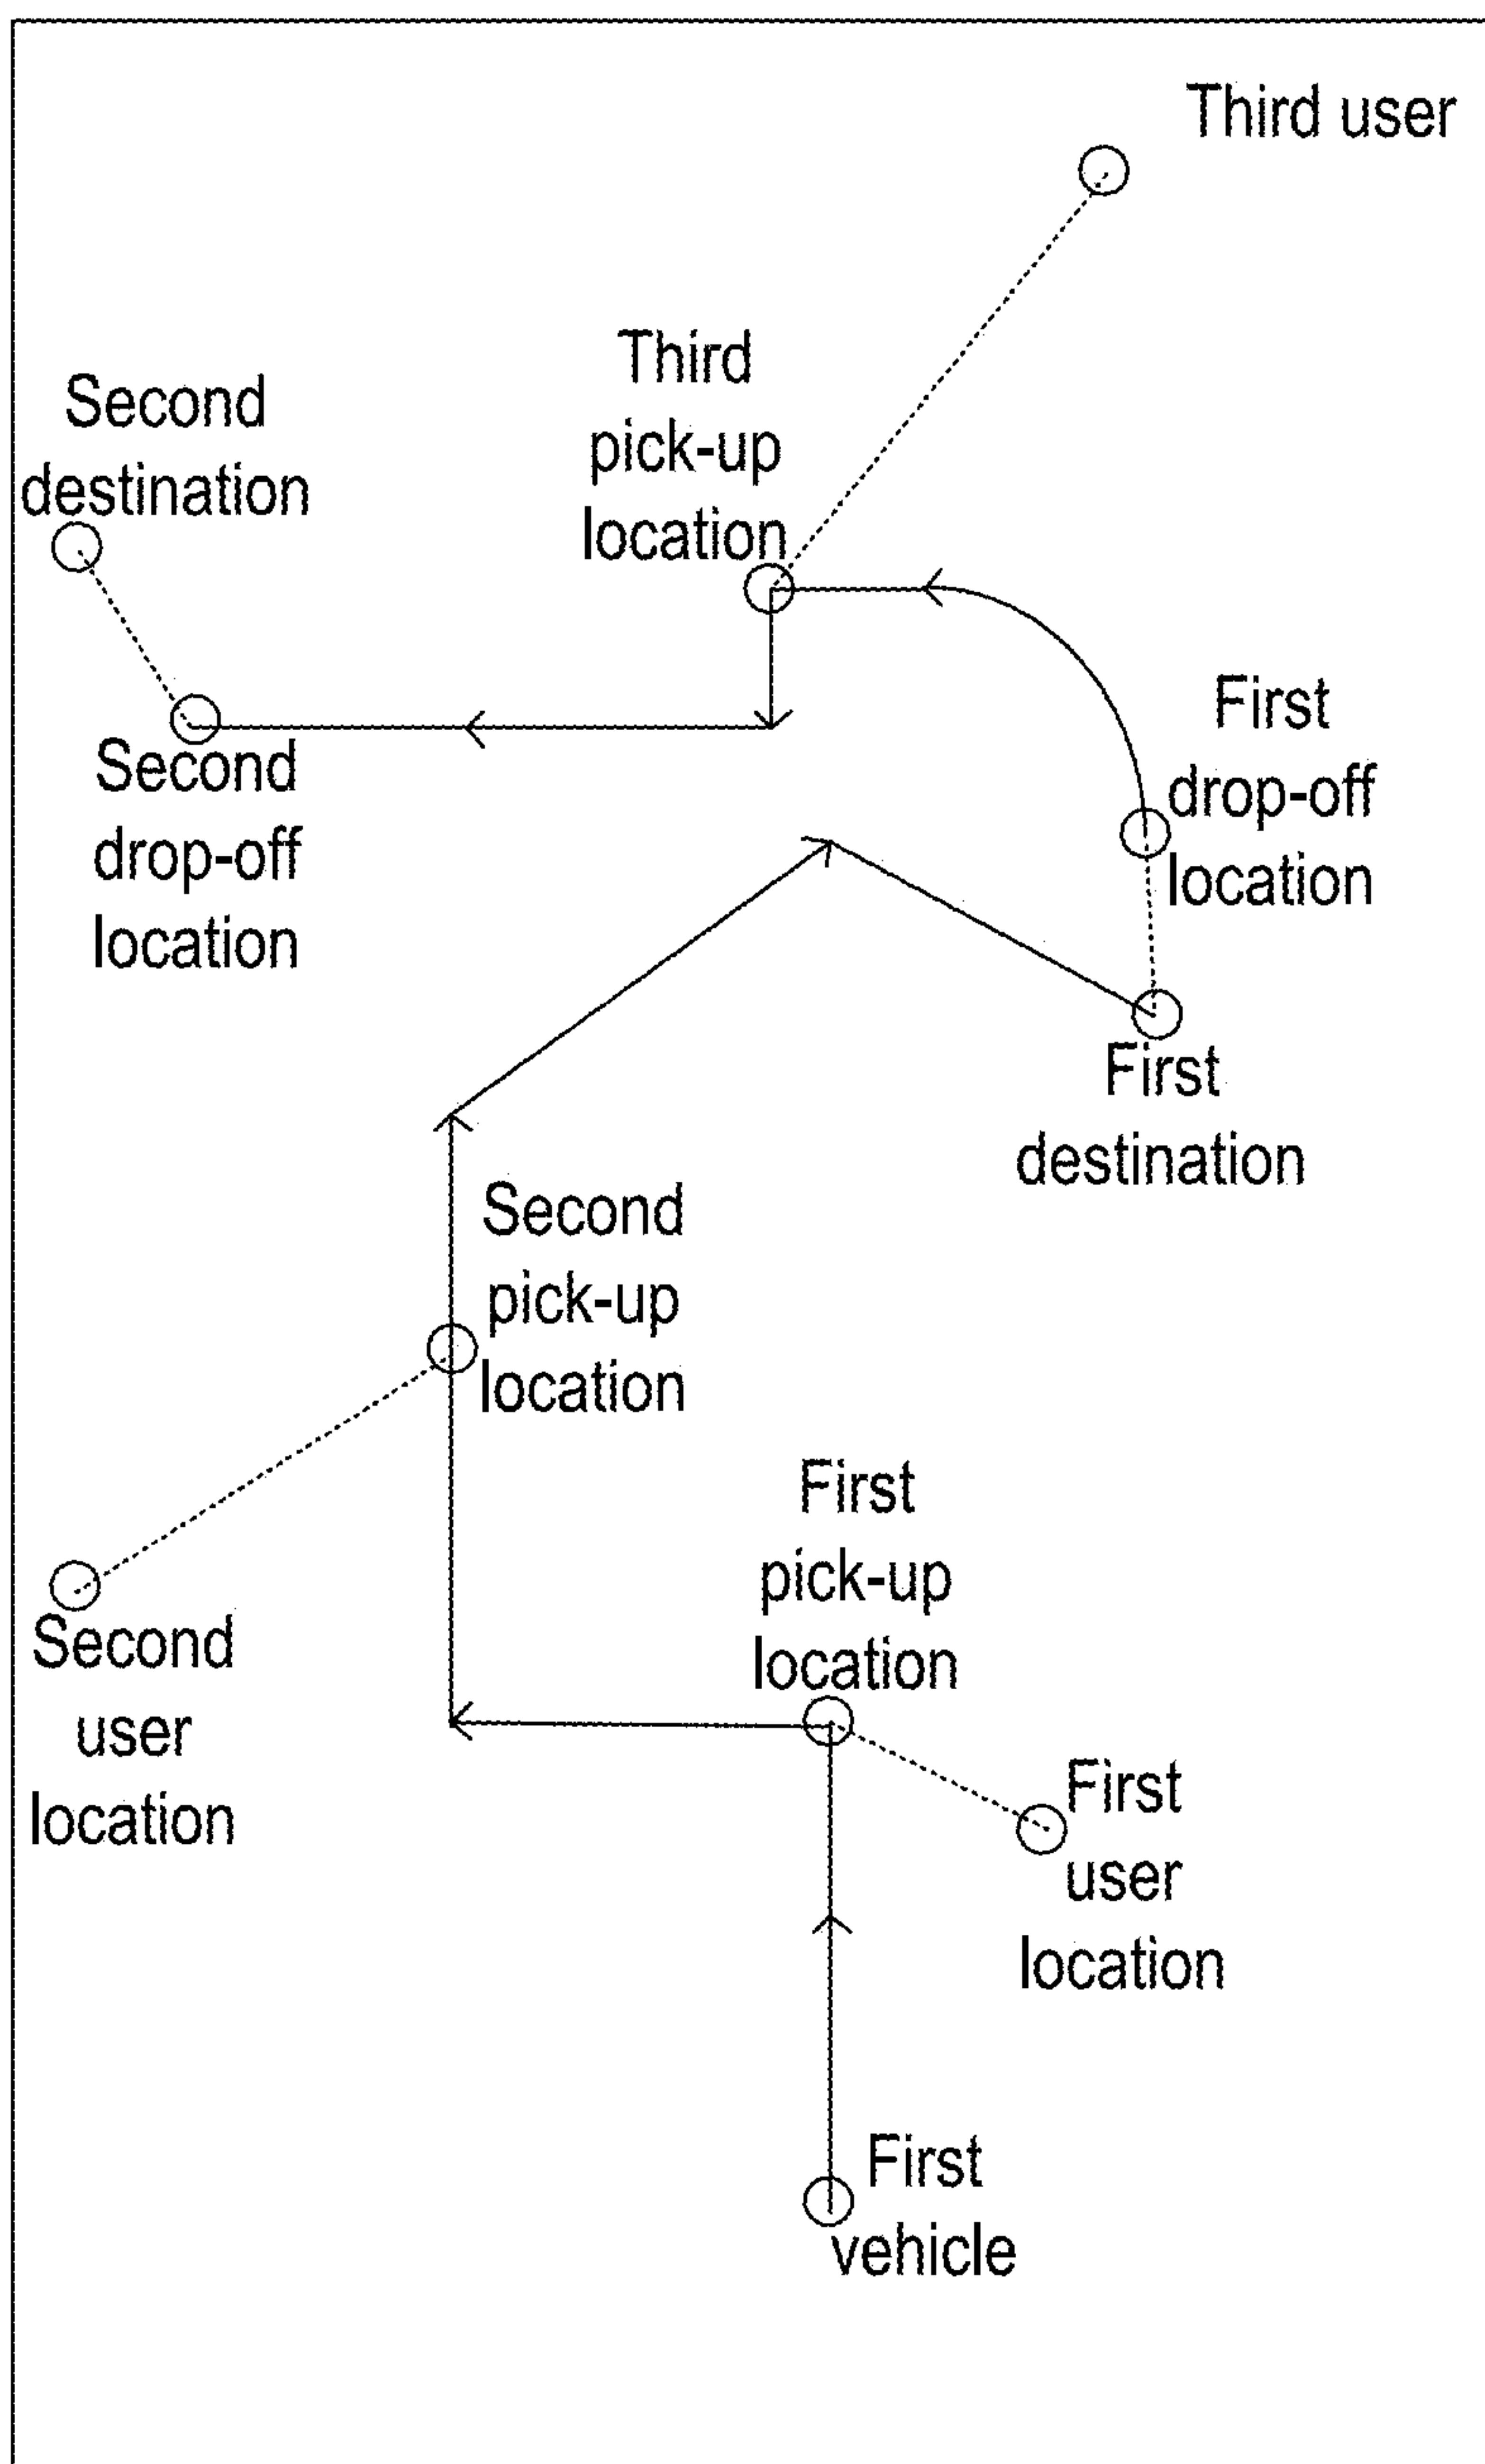 Third user
Third
pick-up
location
Second
destination
First
drop-off
location
Second
drop-off
location
First
destination
Second
pick-up
location
First
pick-up
location
Second
user
location
First
user
location
First
vehicle